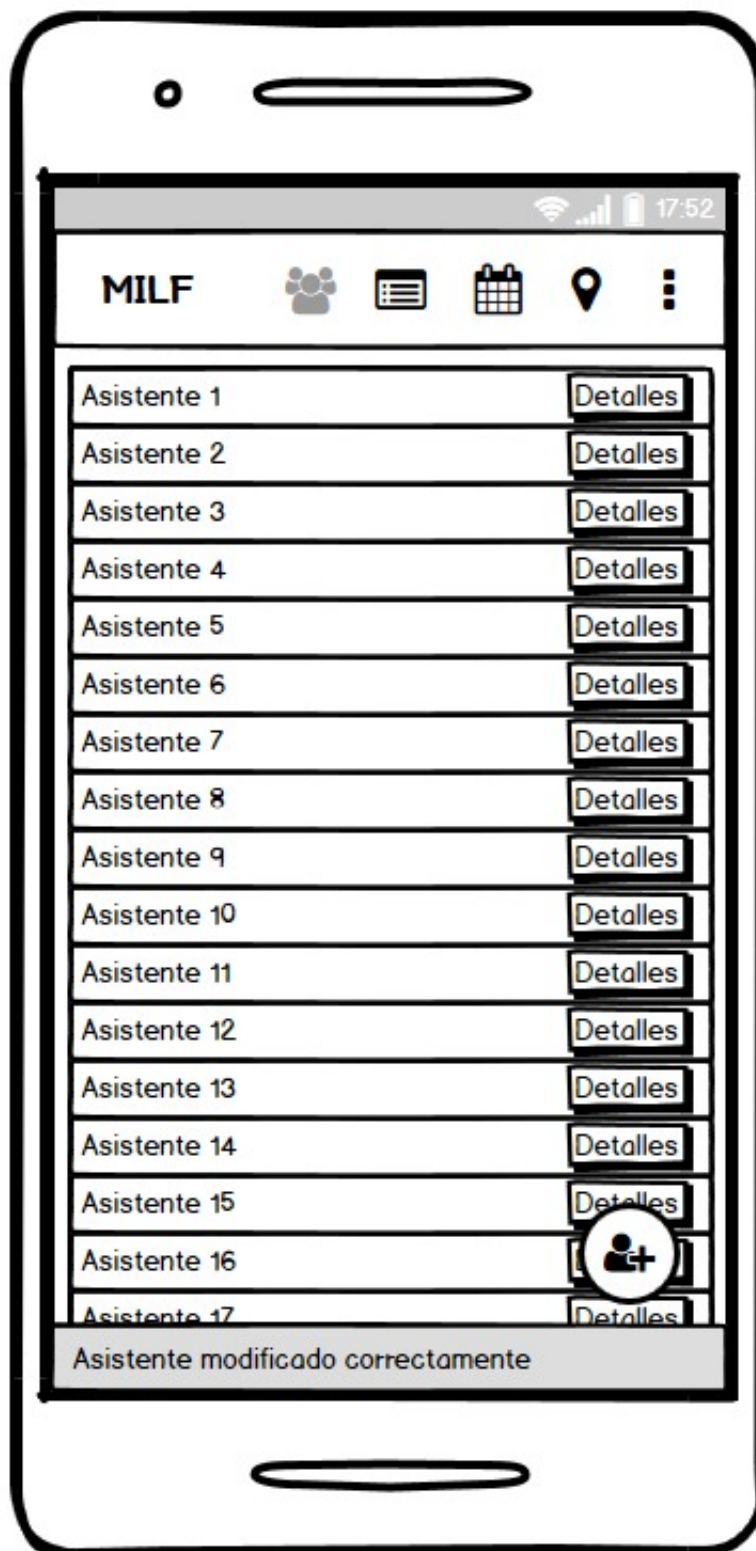 17:52
MILF
Asistente 1 Detalles
Asistente 2 Detalles
Asistente 3 Detalles
Asistente 4 Detalles
Asistente 5 Detalles
Asistente 6 Detalles
Asistente 7 Detalles
Asistente 8 Detalles
Asistente 9 Detalles
Asistente 10 Detalles
Asistente 11 Detalles
Asistente 12 Detalles
Asistente 13 Detalles
Asistente 14 Detalles
Asistente 15 Detalles
Asistente 16
Asistente 17 Detalles
Asistente modificado correctamente